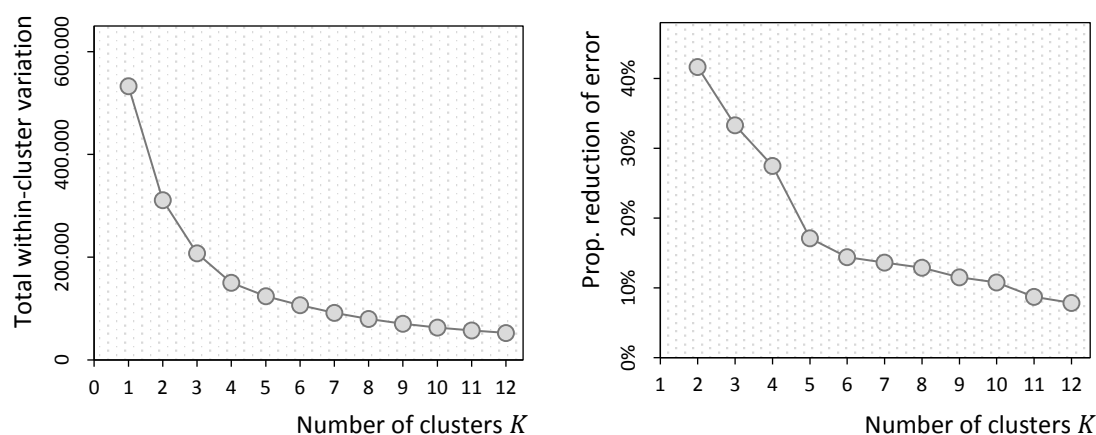 Total within-cluster variation
600.000
400.000
200.000
0
0 1 2 3 4 5 6 7 8 9 10 11 12
Number of clusters K
Prop. reduction of error
40%
30%
20%
10%
0%
1 2 3 4 5 6 7 8 9 10 11 12
Number of clusters K